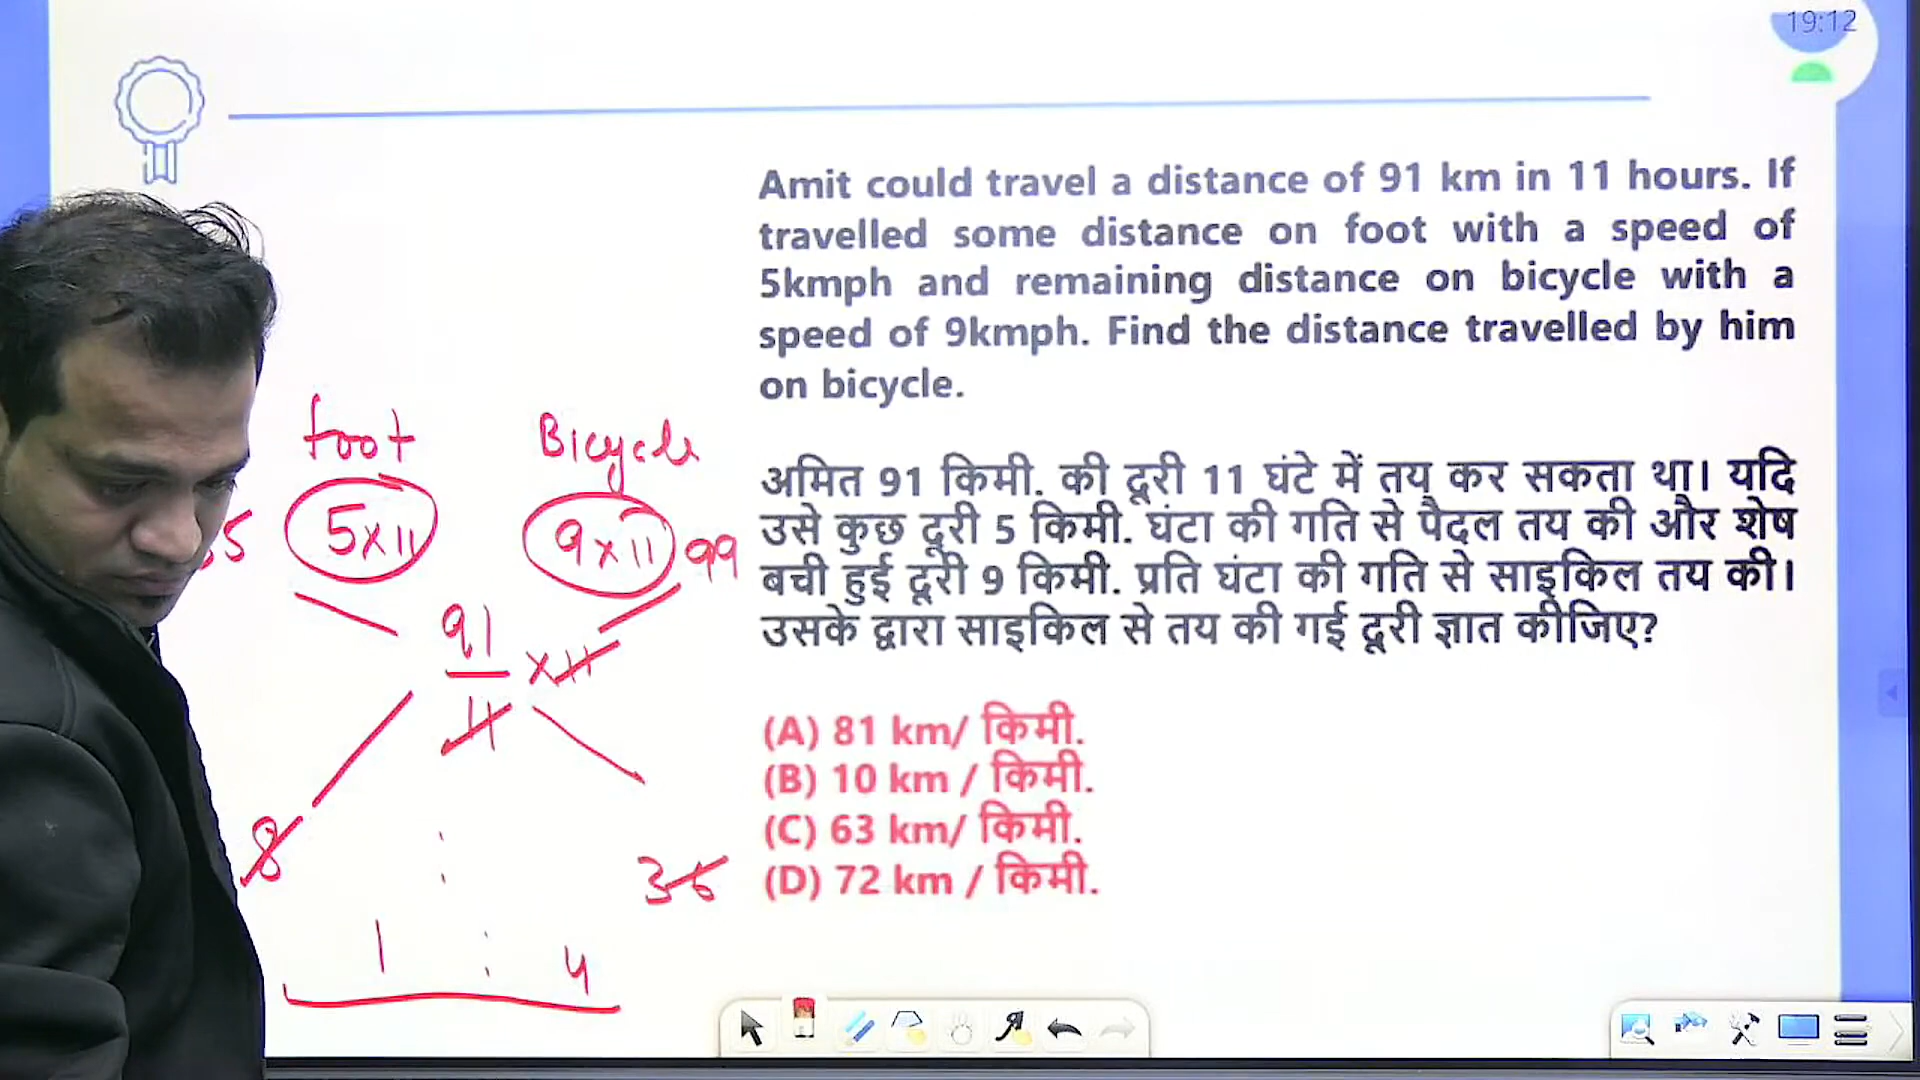 19:12
Amit could travel a distance of 91 km in 11 hours. If
travelled some distance on foot with a speed of
5kmph and remaining distance on bicycle with a
speed of 9kmph. Find the distance travelled by him
on bicycle.
अमित 91 किमी. की दूरी 11 घंटे में तय कर सकता था। यदि
उसे कुछ दूरी 5 किमी. घंटा की गति से पैदल तय की और शेष
बची हुई दूरी 9 किमी. प्रति घंटा की गति से साइकिल तय की।
उसके द्वारा साइकिल से तय की गई दूरी ज्ञात कीजिए?
(A) 81 km/ किमी.
(B) 10 km / किमी.
(C) 63 km/ किमी.
(D) 72 km / किमी.
foot Bicycle
5 5x11 9x11 99
91
x11
11
8 : 36
1 : 4